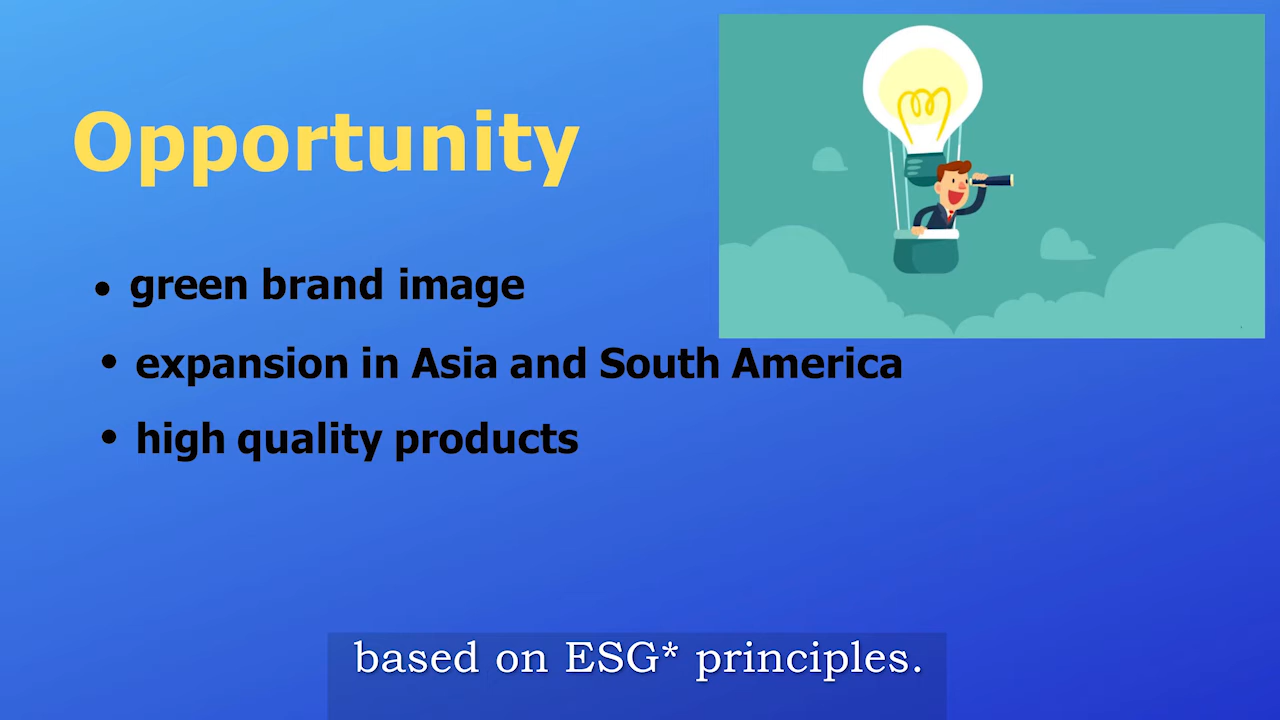 Opportunity
• green brand image
• expansion in Asia and South America
• high quality products
based on ESG* principles.